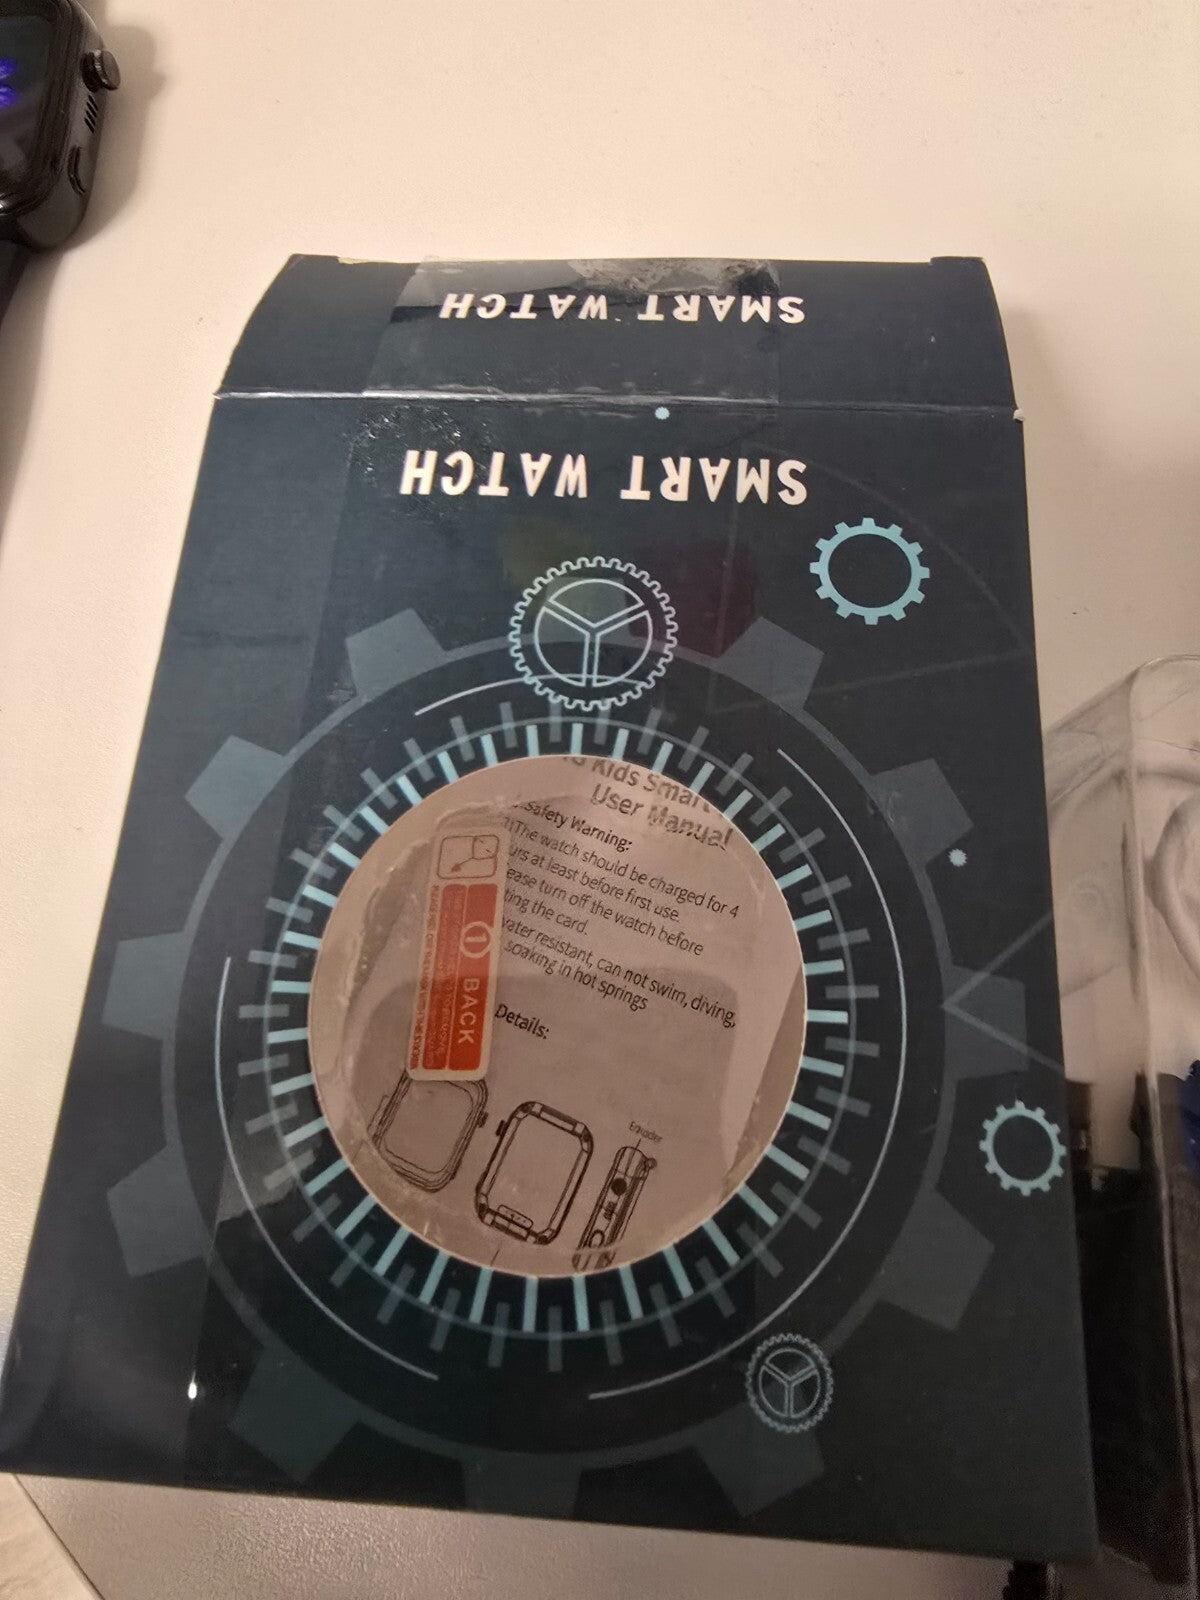 SMART WATCH
SMART WATCH
Kids Smart
User Manual
Safety Warning:
The watch should be charged for 4
urs at least before first use.
ease turn off the watch before
ting the card.
vater resistant, can not swim, diving,
soaking in hot springs
Details:
1 BACK
Encoder